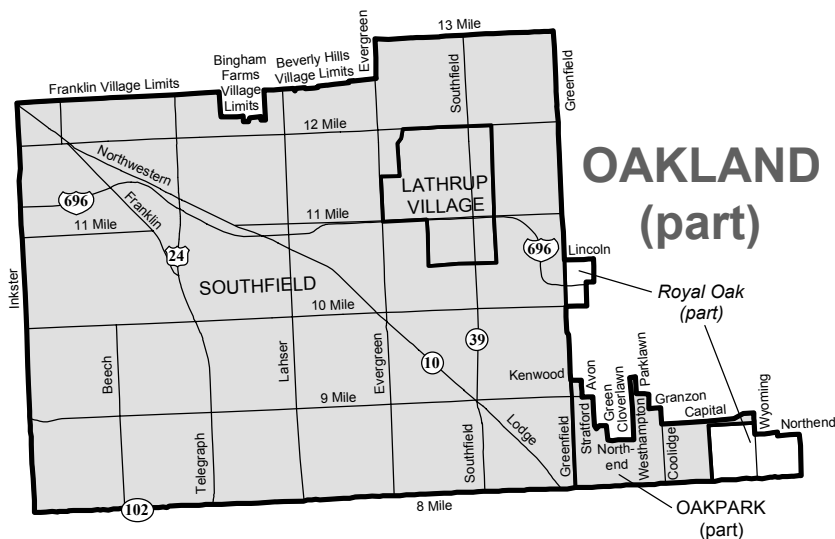 13 Mile
Evergreen
Bingham
Farms
Village
Limits
Beverly Hills
Village Limits
Franklin Village Limits
Southfield
Greenfield
12 Mile
Northwestern
OAKLAND
(part)
LATHRUP
VILLAGE
696
Franklin
11 Mile
11 Mile
24
696
Lincoln
Inkster
SOUTHFIELD
Royal Oak
(part)
10 Mile
39
10
Beech
Lahser
Evergreen
Kenwood
Stratford
Avon
Green
Cloverlawn
Parklawn
Granzon
Capital
Wyoming
Northend
9 Mile
Lodge
Telegraph
Southfield
Greenfield
North-
end
Westhampton
Coolidge
102
8 Mile
OAKPARK
(part)